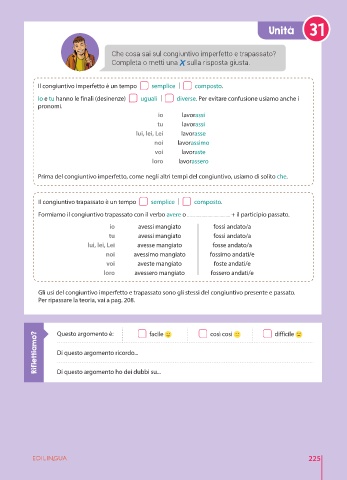 Unità 31
Che cosa sai sul congiuntivo imperfetto e trapassato?
Completa o metti una X sulla risposta giusta.
Il congiuntivo imperfetto è un tempo semplice | composto.
Io e tu hanno le finali (desinenze) uguali | diverse. Per evitare confusione usiamo anche i
pronomi.
io lavorassi
tu lavorassi
lui, lei, Lei lavorasse
noi lavorassimo
voi lavoraste
loro lavorassero
Prima del congiuntivo imperfetto, come negli altri tempi del congiuntivo, usiamo di solito che.
Il congiuntivo trapassato è un tempo semplice | composto.
Formiamo il congiuntivo trapassato con il verbo avere o ........................ + il participio passato.
io avessi mangiato fossi andato/a
tu avessi mangiato fossi andato/a
lui, lei, Lei avesse mangiato fosse andato/a
noi avessimo mangiato fossimo andati/e
voi aveste mangiato foste andati/e
loro avessero mangiato fossero andati/e
Gli usi del congiuntivo imperfetto e trapassato sono gli stessi del congiuntivo presente e passato.
Per ripassare la teoria, vai a pag. 208.
Riflettiamo?
Questo argomento è: facile così così difficile
Di questo argomento ricordo...
Di questo argomento ho dei dubbi su...
EDILINGUA
225